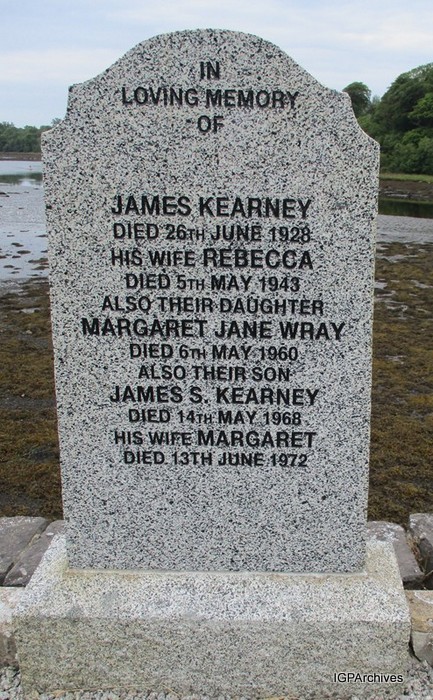 IN
LOVING MEMORY
OF
JAMES KEARNEY
DIED 26TH JUNE 1928
HIS WIFE REBECCA
DIED 5TH MAY 1943
ALSO THEIR DAUGHTER
MARGARET JANE WRAY
DIED 6TH MAY 1960
ALSO THEIR SON
JAMES S. KEARNEY
DIED 14TH MAY 1968
HIS WIFE MARGARET
DIED 13TH JUNE 1972
IGPArchives